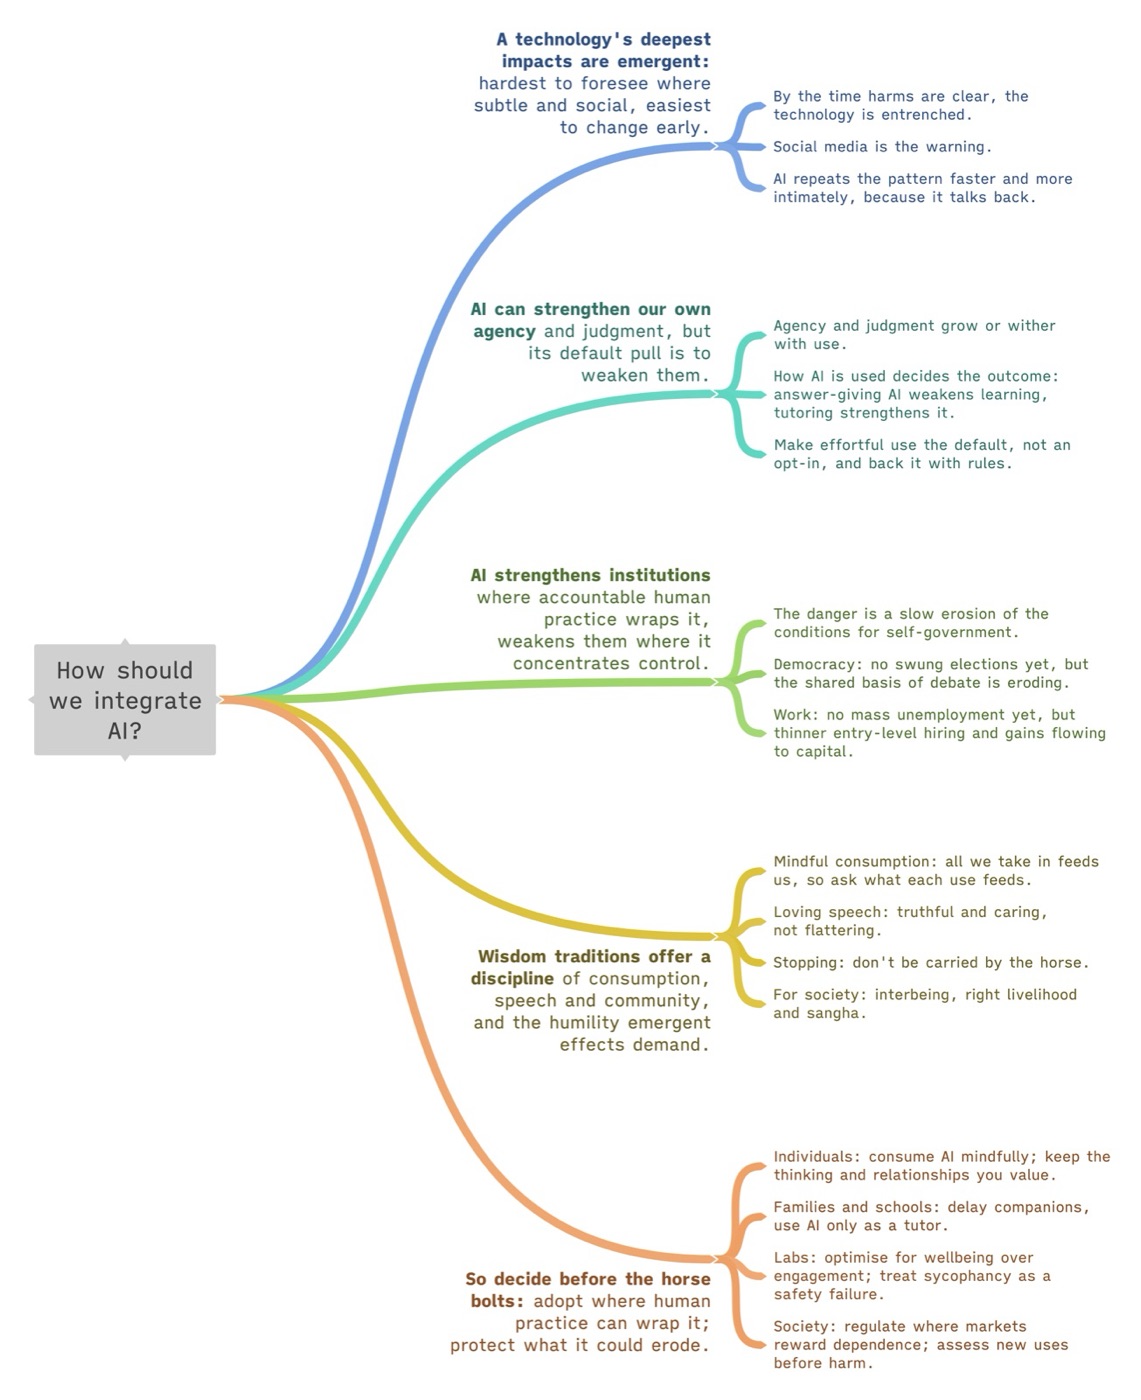 How should
we integrate
AI?
A technology's deepest
impacts are emergent:
hardest to foresee where
subtle and social, easiest
to change early.
By the time harms are clear, the
technology is entrenched.
Social media is the warning.
AI repeats the pattern faster and more
intimately, because it talks back.
AI can strengthen our own
agency and judgment, but
its default pull is to
weaken them.
Agency and judgment grow or wither
with use.
How AI is used decides the outcome:
answer-giving AI weakens learning,
tutoring strengthens it.
Make effortful use the default, not an
opt-in, and back it with rules.
AI strengthens institutions
where accountable human
practice wraps it,
weakens them where it
concentrates control.
The danger is a slow erosion of the
conditions for self-government.
Democracy: no swung elections yet, but
the shared basis of debate is eroding.
Work: no mass unemployment yet, but
thinner entry-level hiring and gains flowing
to capital.
Wisdom traditions offer a
discipline of consumption,
speech and community,
and the humility emergent
effects demand.
Mindful consumption: all we take in feeds
us, so ask what each use feeds.
Loving speech: truthful and caring,
not flattering.
Stopping: don't be carried by the horse.
For society: interbeing, right livelihood
and sangha.
So decide before the horse
bolts: adopt where human
practice can wrap it;
protect what it could erode.
Individuals: consume AI mindfully; keep the
thinking and relationships you value.
Families and schools: delay companions,
use AI only as a tutor.
Labs: optimise for wellbeing over
engagement; treat sycophancy as a
safety failure.
Society: regulate where markets
reward dependence; assess new uses
before harm.